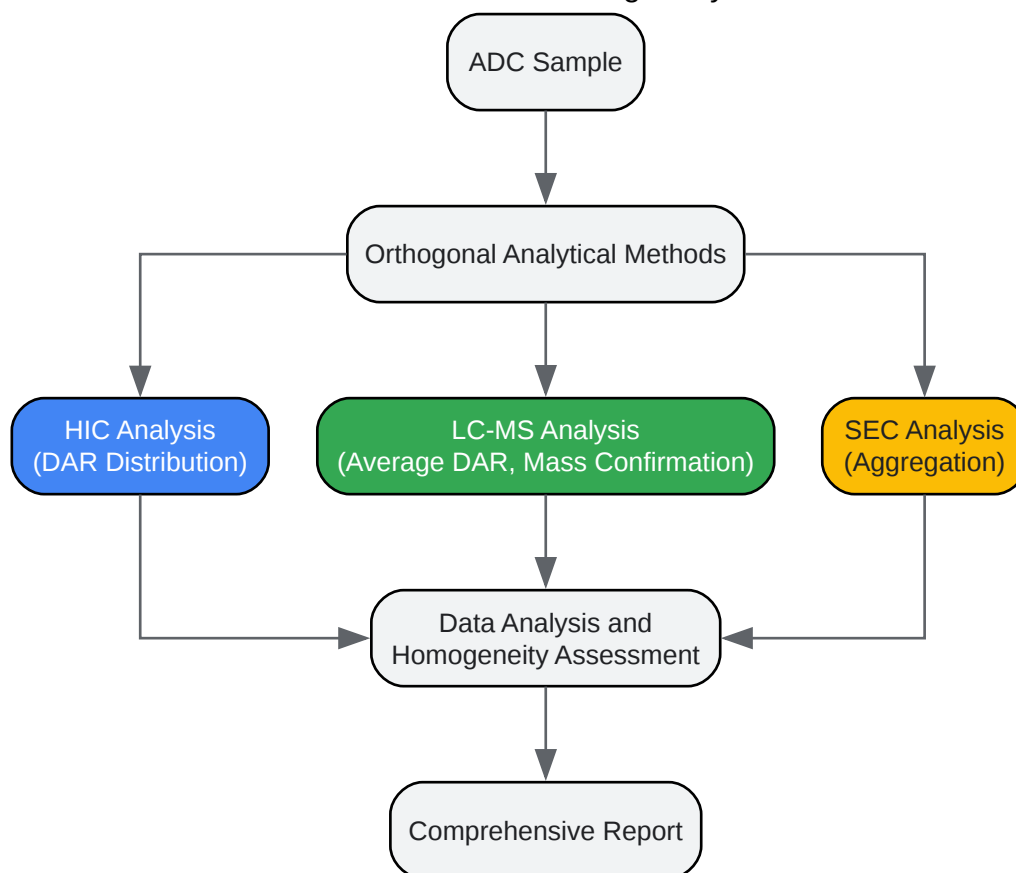 ADC Sample
Orthogonal Analytical Methods
HIC Analysis
(DAR Distribution)
LC-MS Analysis
(Average DAR, Mass Confirmation)
SEC Analysis
(Aggregation)
Data Analysis and
Homogeneity Assessment
Comprehensive Report